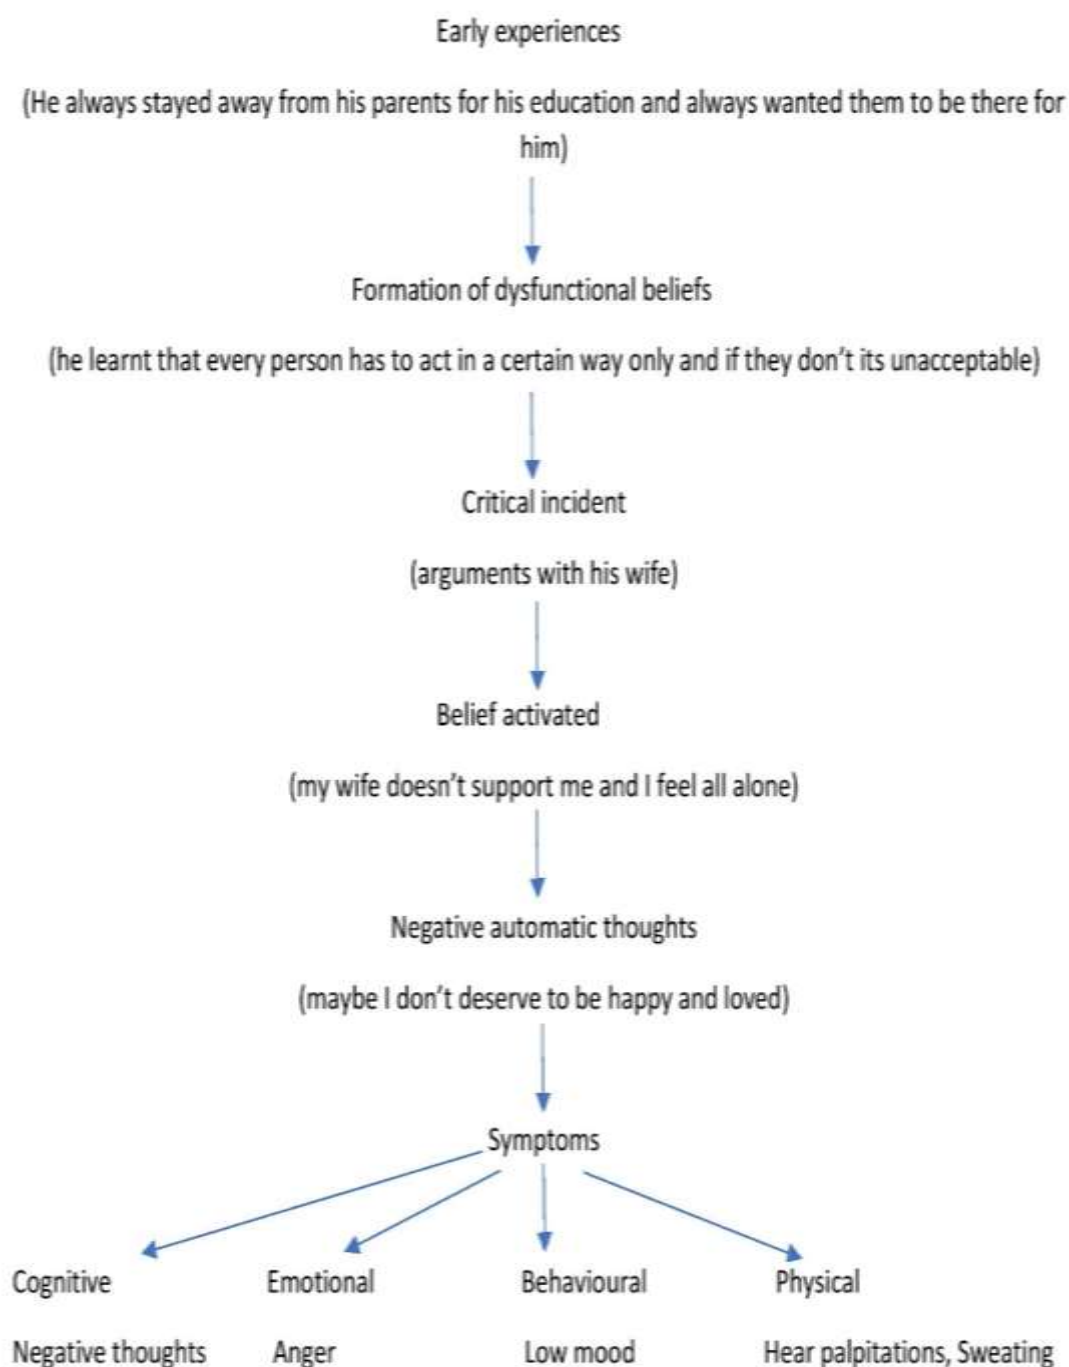 Early experiences
(He always stayed away from his parents for his education and always wanted them to be there for
him)
Formation of dysfunctional beliefs
(he learnt that every person has to act in a certain way only and if they don't its unacceptable)
Critical incident
(arguments with his wife)
Belief activated
(my wife doesn't support me and I feel all alone)
Negative automatic thoughts
(maybe I don't deserve to be happy and loved)
Symptoms
Cognitive Emotional Behavioural Physical
Negative thoughts Anger Low mood Hear palpitations, Sweating